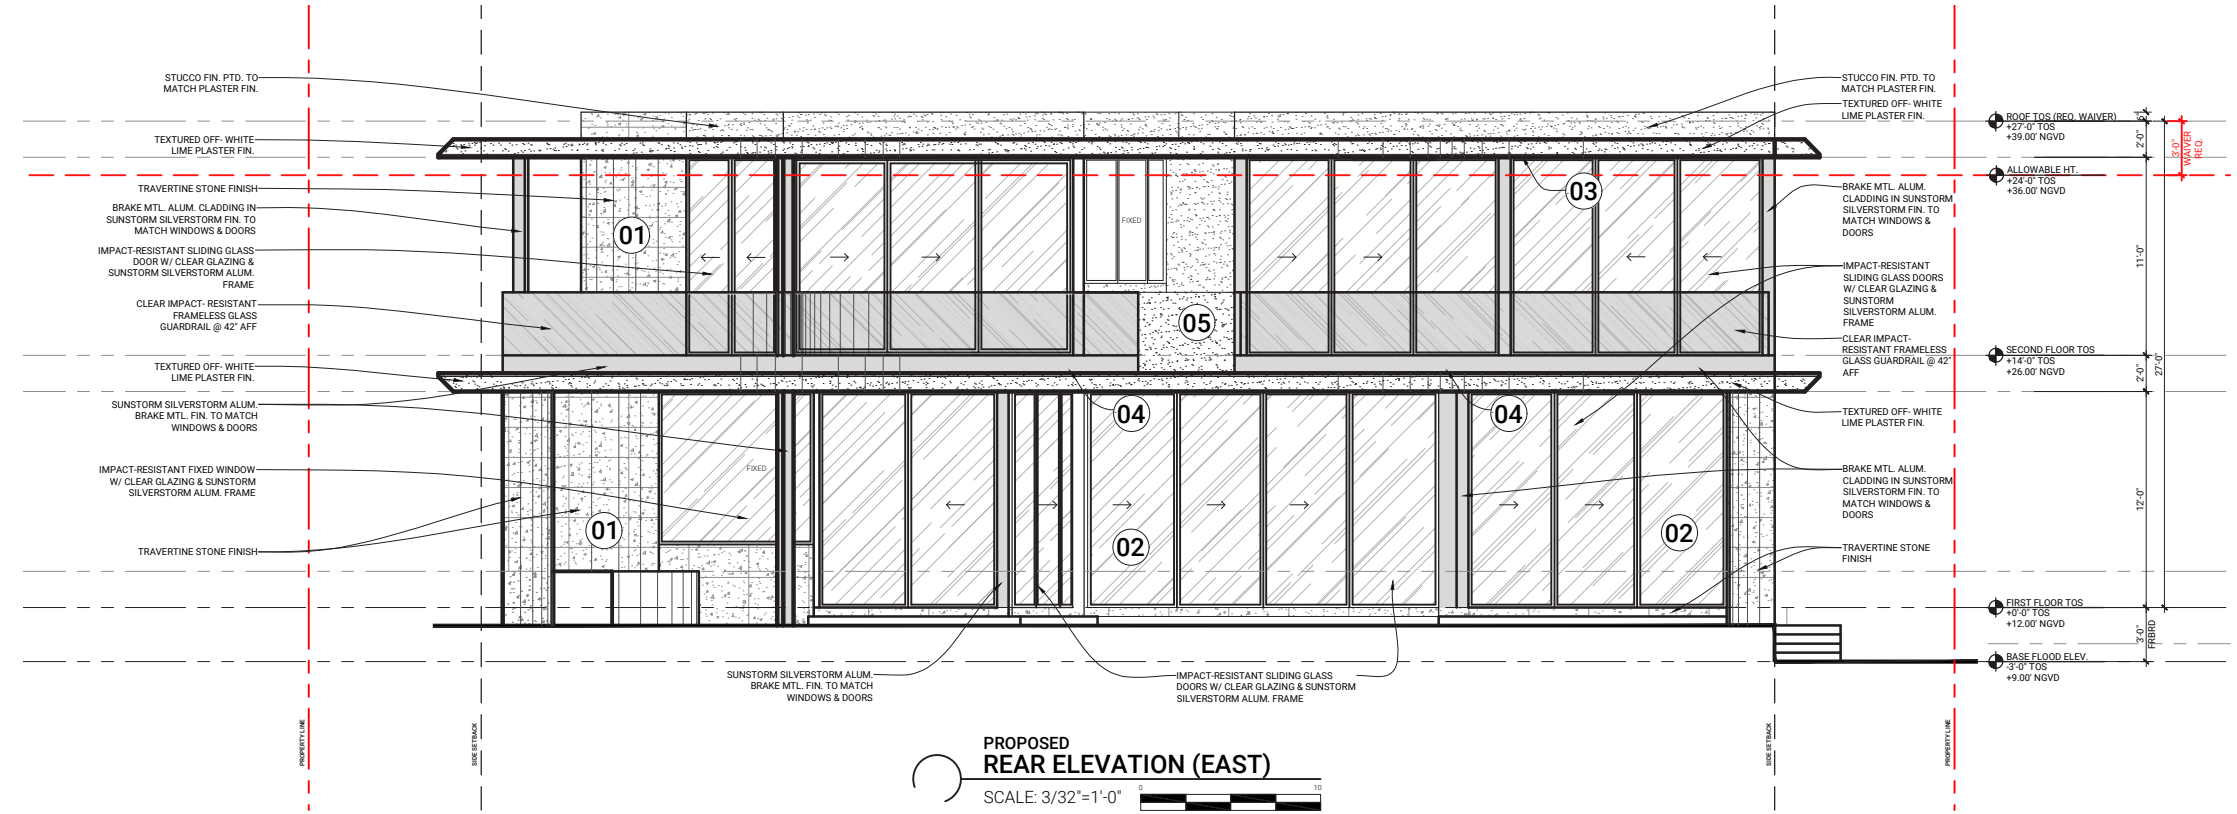 STUCCO FIN. PTD. TO
MATCH PLASTER FIN.
TEXTURED OFF- WHITE
LIME PLASTER FIN.
TRAVERTINE STONE FINISH
BRAKE MTL. ALUM. CLADDING IN
SUNSTORM SILVERSTORM FIN. TO
MATCH WINDOWS & DOORS
IMPACT-RESISTANT SLIDING GLASS
DOOR W/ CLEAR GLAZING &
SUNSTORM SILVERSTORM ALUM.
FRAME
CLEAR IMPACT- RESISTANT
FRAMELESS GLASS
GUARDRAIL @ 42" AFF
TEXTURED OFF- WHITE
LIME PLASTER FIN.
SUNSTORM SILVERSTORM ALUM.
BRAKE MTL. FIN. TO MATCH
WINDOWS & DOORS
IMPACT-RESISTANT FIXED WINDOW
W/ CLEAR GLAZING & SUNSTORM
SILVERSTORM ALUM. FRAME
TRAVERTINE STONE FINISH
PROPERTY LINE
SIDE SETBACK
01
FIXED
03
05
04
04
FIXED
01
02
02
SUNSTORM SILVERSTORM ALUM.
BRAKE MTL. FIN. TO MATCH
WINDOWS & DOORS
IMPACT-RESISTANT SLIDING GLASS
DOORS W/ CLEAR GLAZING & SUNSTORM
SILVERSTORM ALUM. FRAME
STUCCO FIN. PTD. TO
MATCH PLASTER FIN.
TEXTURED OFF- WHITE
LIME PLASTER FIN.
BRAKE MTL. ALUM.
CLADDING IN SUNSTORM
SILVERSTORM FIN. TO
MATCH WINDOWS &
DOORS
IMPACT-RESISTANT
SLIDING GLASS DOORS
W/ CLEAR GLAZING &
SUNSTORM
SILVERSTORM ALUM.
FRAME
CLEAR IMPACT-
RESISTANT FRAMELESS
GLASS GUARDRAIL @ 42"
AFF
TEXTURED OFF- WHITE
LIME PLASTER FIN.
BRAKE MTL. ALUM.
CLADDING IN SUNSTORM
SILVERSTORM FIN. TO
MATCH WINDOWS &
DOORS
TRAVERTINE STONE
FINISH
SIDE SETBACK
PROPERTY LINE
ROOF TOS (REQ. WAIVER)
+27'-0" TOS
+39.00' NGVD
ALLOWABLE HT.
+24'-0" TOS
+36.00' NGVD
SECOND FLOOR TOS
+14'-0" TOS
+26.00' NGVD
FIRST FLOOR TOS
+0'-0" TOS
+12.00' NGVD
BASE FLOOD ELEV.
-3'-0" TOS
+9.00' NGVD
2'-0"
11'-0"
2'-0"
12'-0"
3'-0"
FRBRD
27'-0"
3'-0"
WAIVER
REQ.
PROPOSED
REAR ELEVATION (EAST)
SCALE: 3/32"=1'-0"
0
10